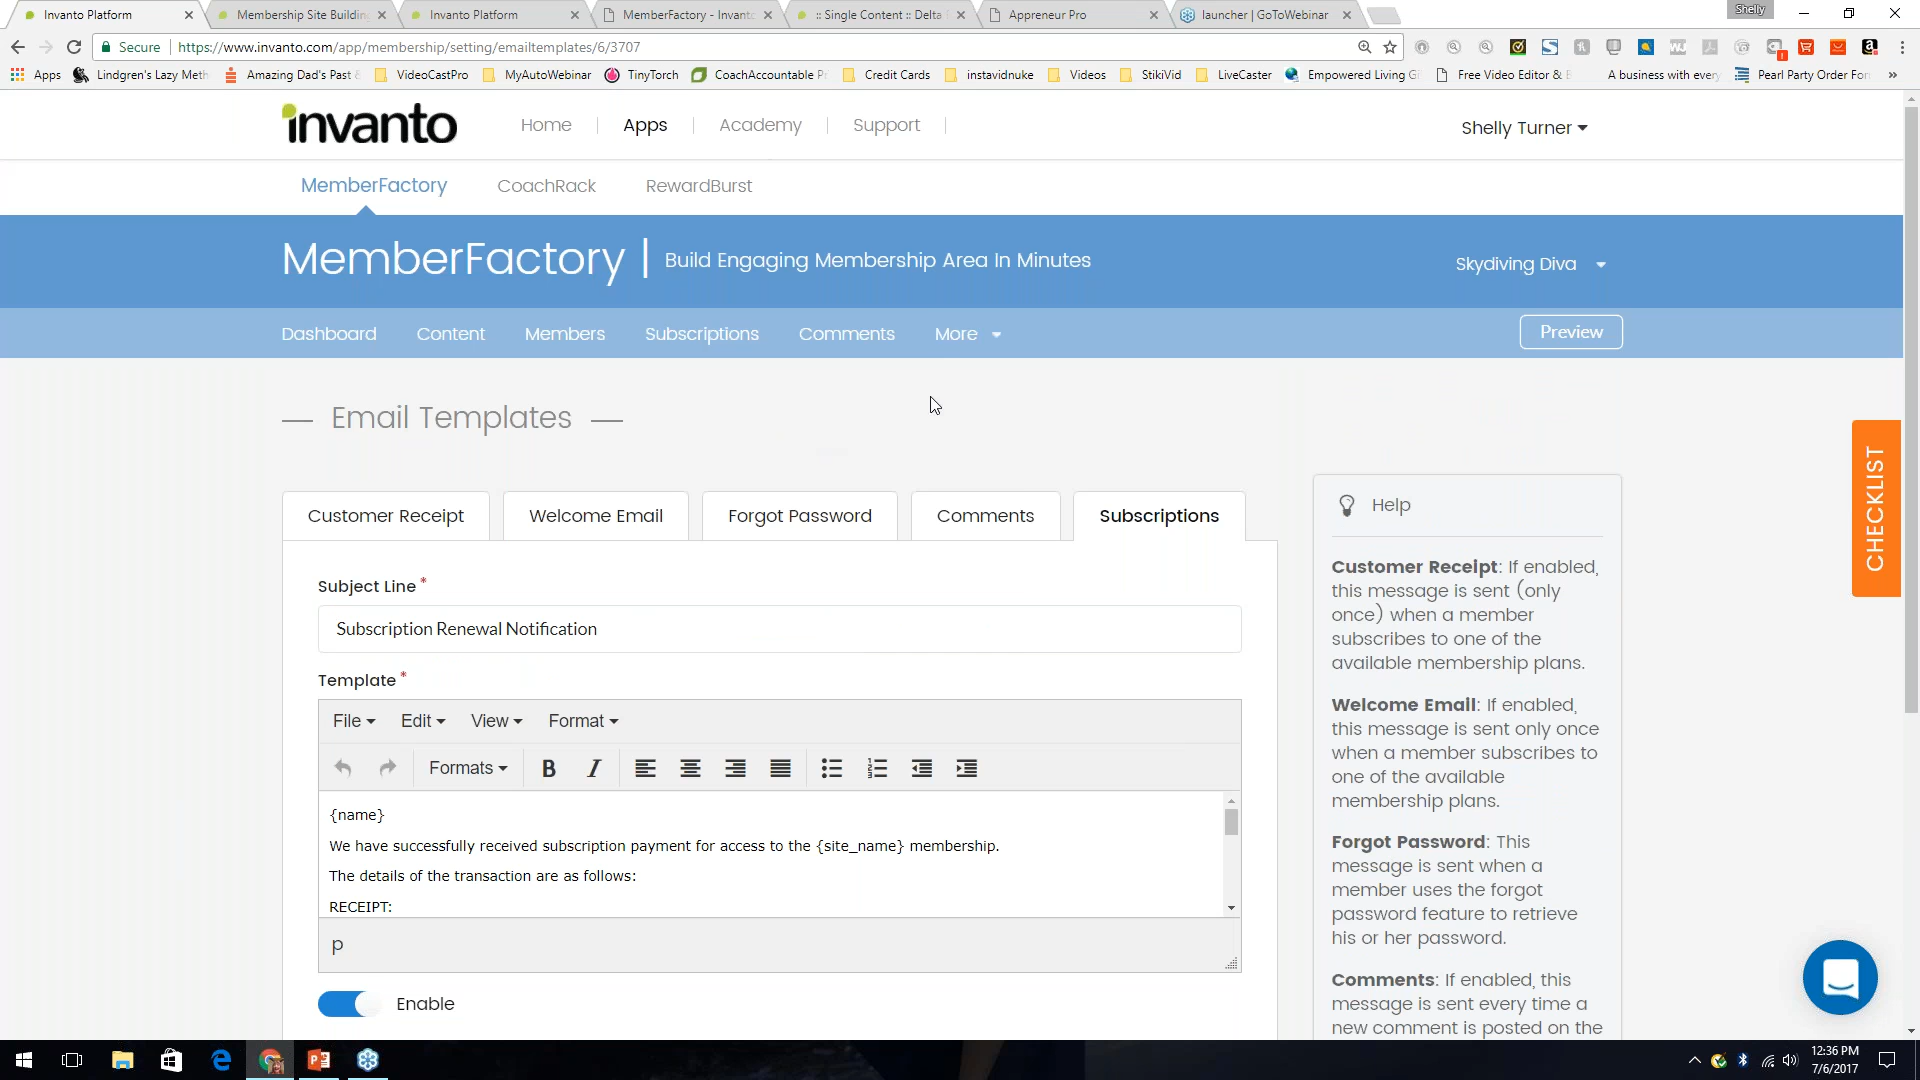 Invanto Platform
Membership Site Buildin
Invanto Platform
MemberFactory - Invant
:: Single Content :: Delta
Appreneur Pro
launcher | GoToWebinar
Shelly
Secure
https://www.invanto.com/app/membership/setting/emailtemplates/6/3707
Apps
Lindgren's Lazy Meth
Amazing Dad's Past
VideoCastPro
MyAutoWebinar
TinyTorch
CoachAccountable P
Credit Cards
instavidnuke
Videos
StikiVid
LiveCaster
Empowered Living G
Free Video Editor &
A business with every
Pearl Party Order For
»
invanto
Home
Apps
Academy
Support
Shelly Turner
MemberFactory
CoachRack
RewardBurst
MemberFactory | Build Engaging Membership Area In Minutes
Skydiving Diva
Dashboard
Content
Members
Subscriptions
Comments
More
Preview
Email Templates
CHECKLIST
Customer Receipt
Welcome Email
Forgot Password
Comments
Subscriptions
Subject Line *
Subscription Renewal Notification
Template *
File
Edit
View
Format
Formats
B
I
{name}
We have successfully received subscription payment for access to the {site_name} membership.
The details of the transaction are as follows:
RECEIPT:
p
Enable
Help
Customer Receipt: If enabled,
this message is sent (only
once) when a member
subscribes to one of the
available membership plans.
Welcome Email: If enabled,
this message is sent only once
when a member subscribes to
one of the available
membership plans.
Forgot Password: This
message is sent when a
member uses the forgot
password feature to retrieve
his or her password.
Comments: If enabled, this
message is sent every time a
new comment is posted on the
12:36 PM
7/6/2017